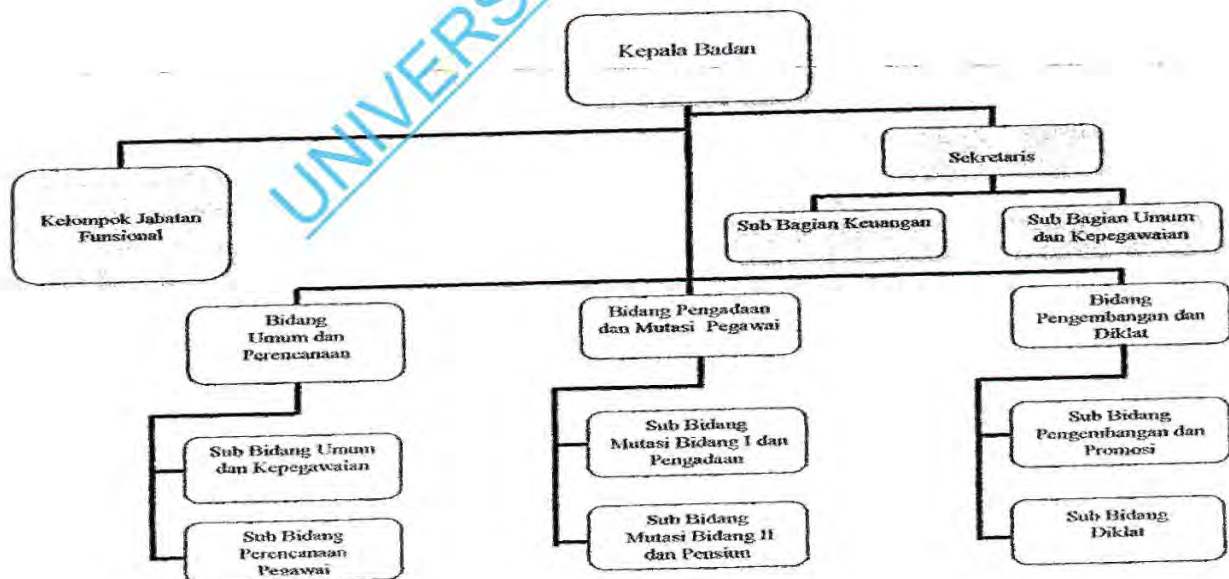 UNIVERS
Kepala Badan
Sekretaris
Kelompok Jabatan
Funsional
Sub Bagian Keuangan
Sub Bagian Umum
dan Kepegawaian
Bidang
Umum dan
Perencanaan
Bidang Pengadaan
dan Mutasi Pegawai
Bidang
Pengembangan dan
Diklat
Sub Bidang Umum
dan Kepegawaian
Sub Bidang
Mutasi Bidang I dan
Pengadaan
Sub Bidang
Pengembangan dan
Promosi
Sub Bidang
Perencanaan
Pegawai
Sub Bidang
Mutasi Bidang II
dan Pensiun
Sub Bidang
Diklat